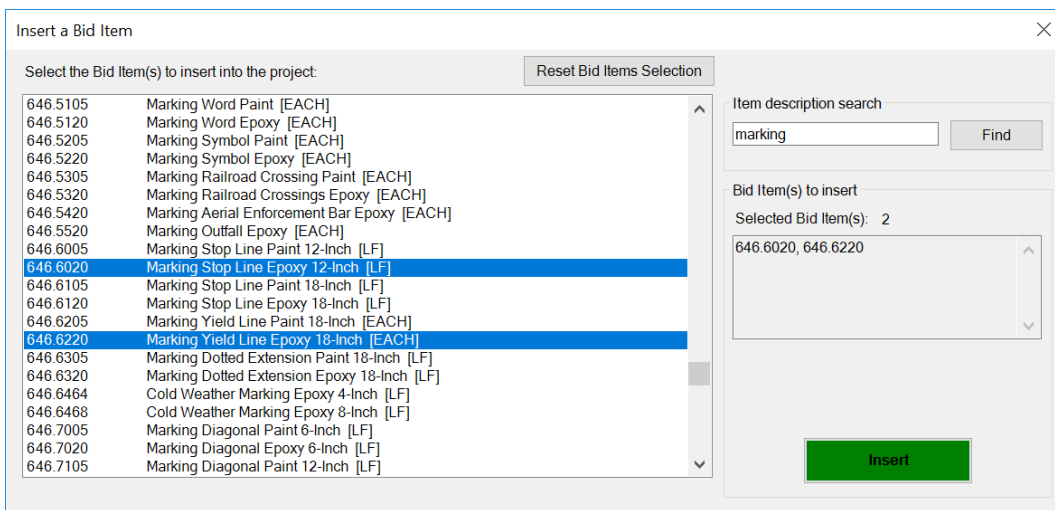 Insert a Bid Item
Select the Bid Item(s) to insert into the project:
Reset Bid Items Selection
646.5105 Marking Word Paint [EACH]
646.5120 Marking Word Epoxy [EACH]
646.5205 Marking Symbol Paint [EACH]
646.5220 Marking Symbol Epoxy [EACH]
646.5305 Marking Railroad Crossing Paint [EACH]
646.5320 Marking Railroad Crossings Epoxy [EACH]
646.5420 Marking Aerial Enforcement Bar Epoxy [EACH]
646.5520 Marking Outfall Epoxy [EACH]
646.6005 Marking Stop Line Paint 12-Inch [LF]
646.6020 Marking Stop Line Epoxy 12-Inch [LF]
646.6105 Marking Stop Line Paint 18-Inch [LF]
646.6120 Marking Stop Line Epoxy 18-Inch [LF]
646.6205 Marking Yield Line Paint 18-Inch [EACH]
646.6220 Marking Yield Line Epoxy 18-Inch [EACH]
646.6305 Marking Dotted Extension Paint 18-Inch [LF]
646.6320 Marking Dotted Extension Epoxy 18-Inch [LF]
646.6464 Cold Weather Marking Epoxy 4-Inch [LF]
646.6468 Cold Weather Marking Epoxy 8-Inch [LF]
646.7005 Marking Diagonal Paint 6-Inch [LF]
646.7020 Marking Diagonal Epoxy 6-Inch [LF]
646.7105 Marking Diagonal Paint 12-Inch [LF]
Item description search
marking
Find
Bid Item(s) to insert
Selected Bid Item(s): 2
646.6020, 646.6220
Insert